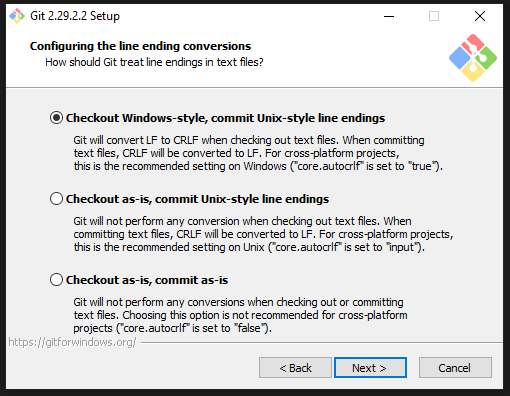 Git 2.29.2.2 Setup
Configuring the line ending conversions
How should Git treat line endings in text files?
Checkout Windows-style, commit Unix-style line endings
Git will convert LF to CRLF when checking out text files. When committing
text files, CRLF will be converted to LF. For cross-platform projects,
this is the recommended setting on Windows ("core.autocrlf" is set to "true").
Checkout as-is, commit Unix-style line endings
Git will not perform any conversion when checking out text files. When
committing text files, CRLF will be converted to LF. For cross-platform projects,
this is the recommended setting on Unix ("core.autocrlf" is set to "input").
Checkout as-is, commit as-is
Git will not perform any conversions when checking out or committing
text files. Choosing this option is not recommended for cross-platform
projects ("core.autocrlf" is set to "false").
https://gitforwindows.org/
< Back
Next >
Cancel